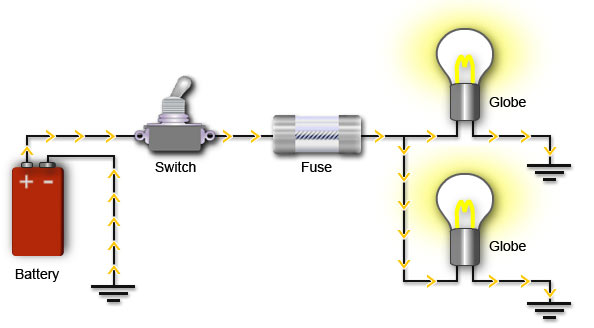 Globe
Switch
Fuse
Globe
+ −
Battery